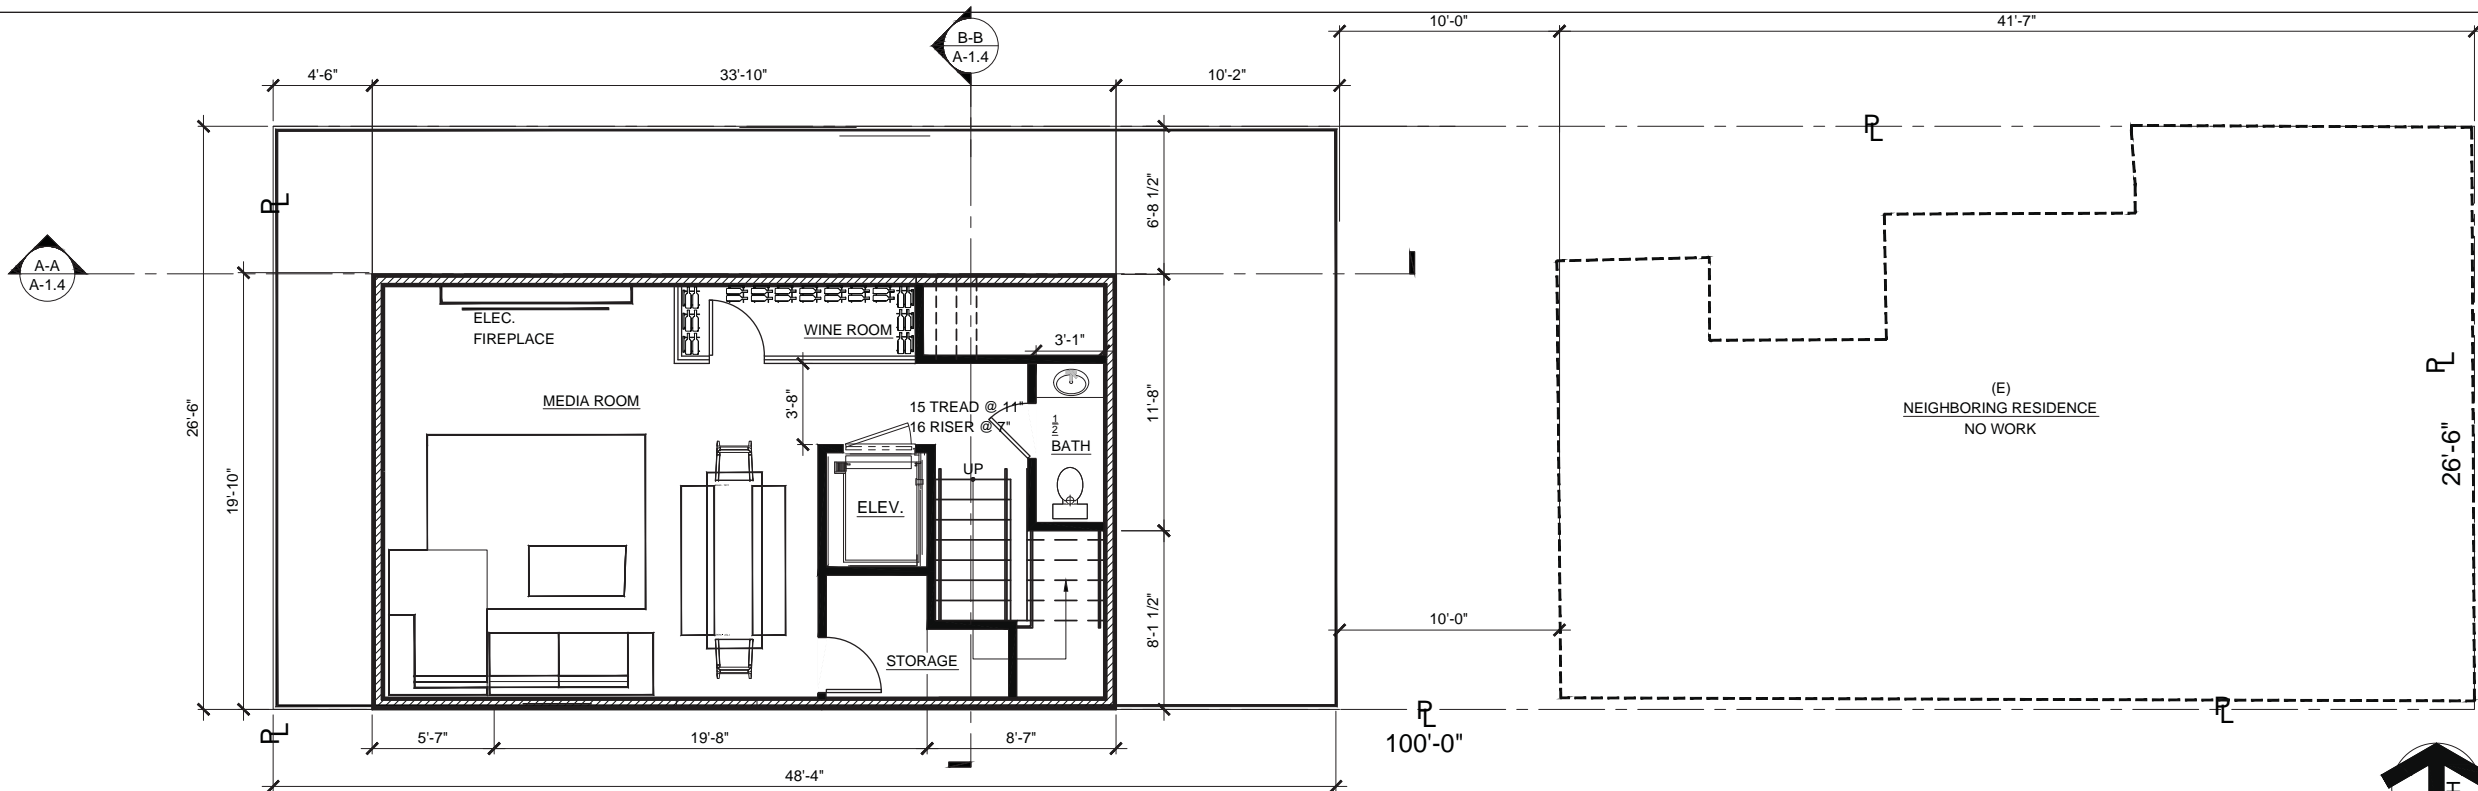 10'-0"
41'-7"
B-B
A-1.4
4'-6"
33'-10"
10'-2"
PL
PL
6'-8 1/2"
A-A
A-1.4
ELEC.
FIREPLACE
WINE ROOM
3'-1"
PL
MEDIA ROOM
3'-8"
15 TREAD @ 11"
16 RISER @ 7"
11'-8"
1/2
BATH
(E)
NEIGHBORING RESIDENCE
NO WORK
26'-6"
19'-10"
UP
ELEV.
26'-6"
8'-1 1/2"
10'-0"
STORAGE
PL
PL
PL
5'-7"
19'-8"
8'-7"
100'-0"
48'-4"
H